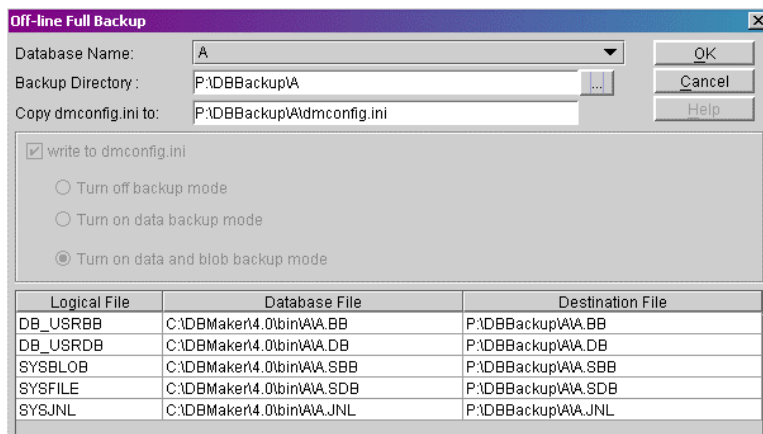 Off-line Full Backup
Database Name: A OK
Backup Directory : P:\DBBackup\A ... Cancel
Copy dmconfig.ini to: P:\DBBackup\A\dmconfig.ini Help
write to dmconfig.ini
Turn off backup mode
Turn on data backup mode
Turn on data and blob backup mode
Logical File Database File Destination File
DB_USRBB C:\DBMaker\4.0\bin\A\A.BB P:\DBBackup\A\A.BB
DB_USRDB C:\DBMaker\4.0\bin\A\A.DB P:\DBBackup\A\A.DB
SYSBLOB C:\DBMaker\4.0\bin\A\A.SBB P:\DBBackup\A\A.SBB
SYSFILE C:\DBMaker\4.0\bin\A\A.SDB P:\DBBackup\A\A.SDB
SYSJNL C:\DBMaker\4.0\bin\A\A.JNL P:\DBBackup\A\A.JNL